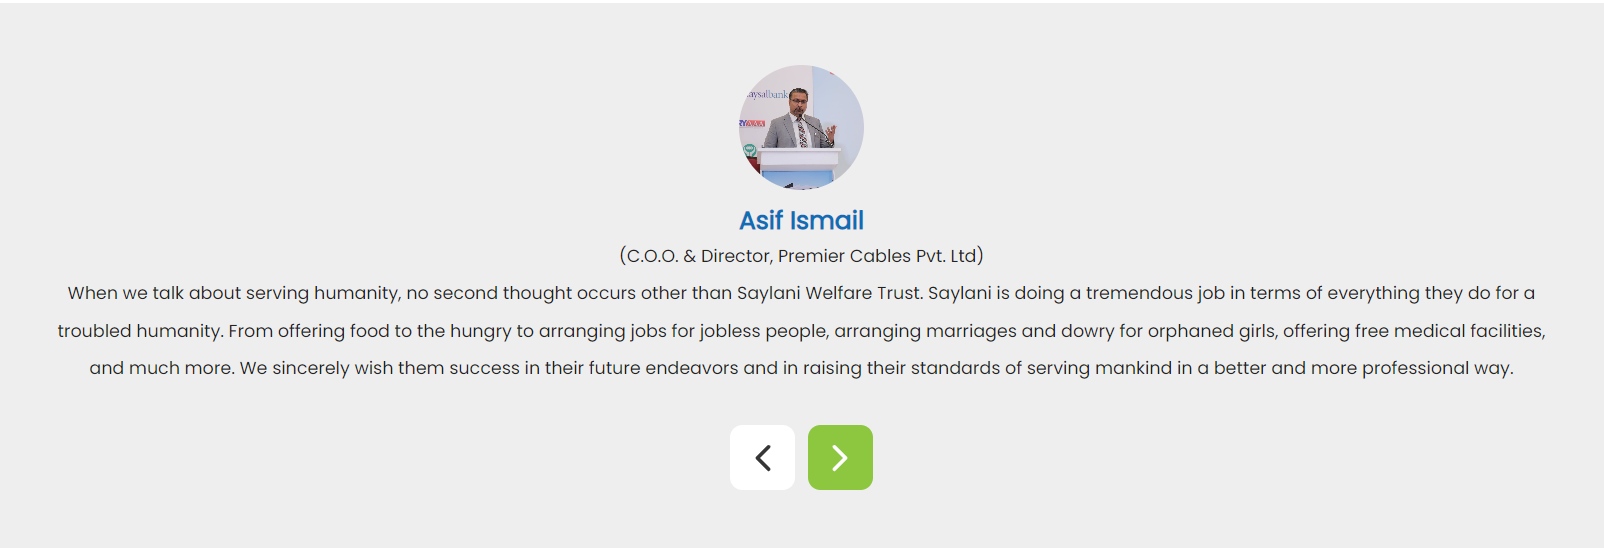 aysalbank
Asif Ismail
(C.O.O. & Director, Premier Cables Pvt. Ltd)
When we talk about serving humanity, no second thought occurs other than Saylani Welfare Trust. Saylani is doing a tremendous job in terms of everything they do for a
troubled humanity. From offering food to the hungry to arranging jobs for jobless people, arranging marriages and dowry for orphaned girls, offering free medical facilities,
and much more. We sincerely wish them success in their future endeavors and in raising their standards of serving mankind in a better and more professional way.